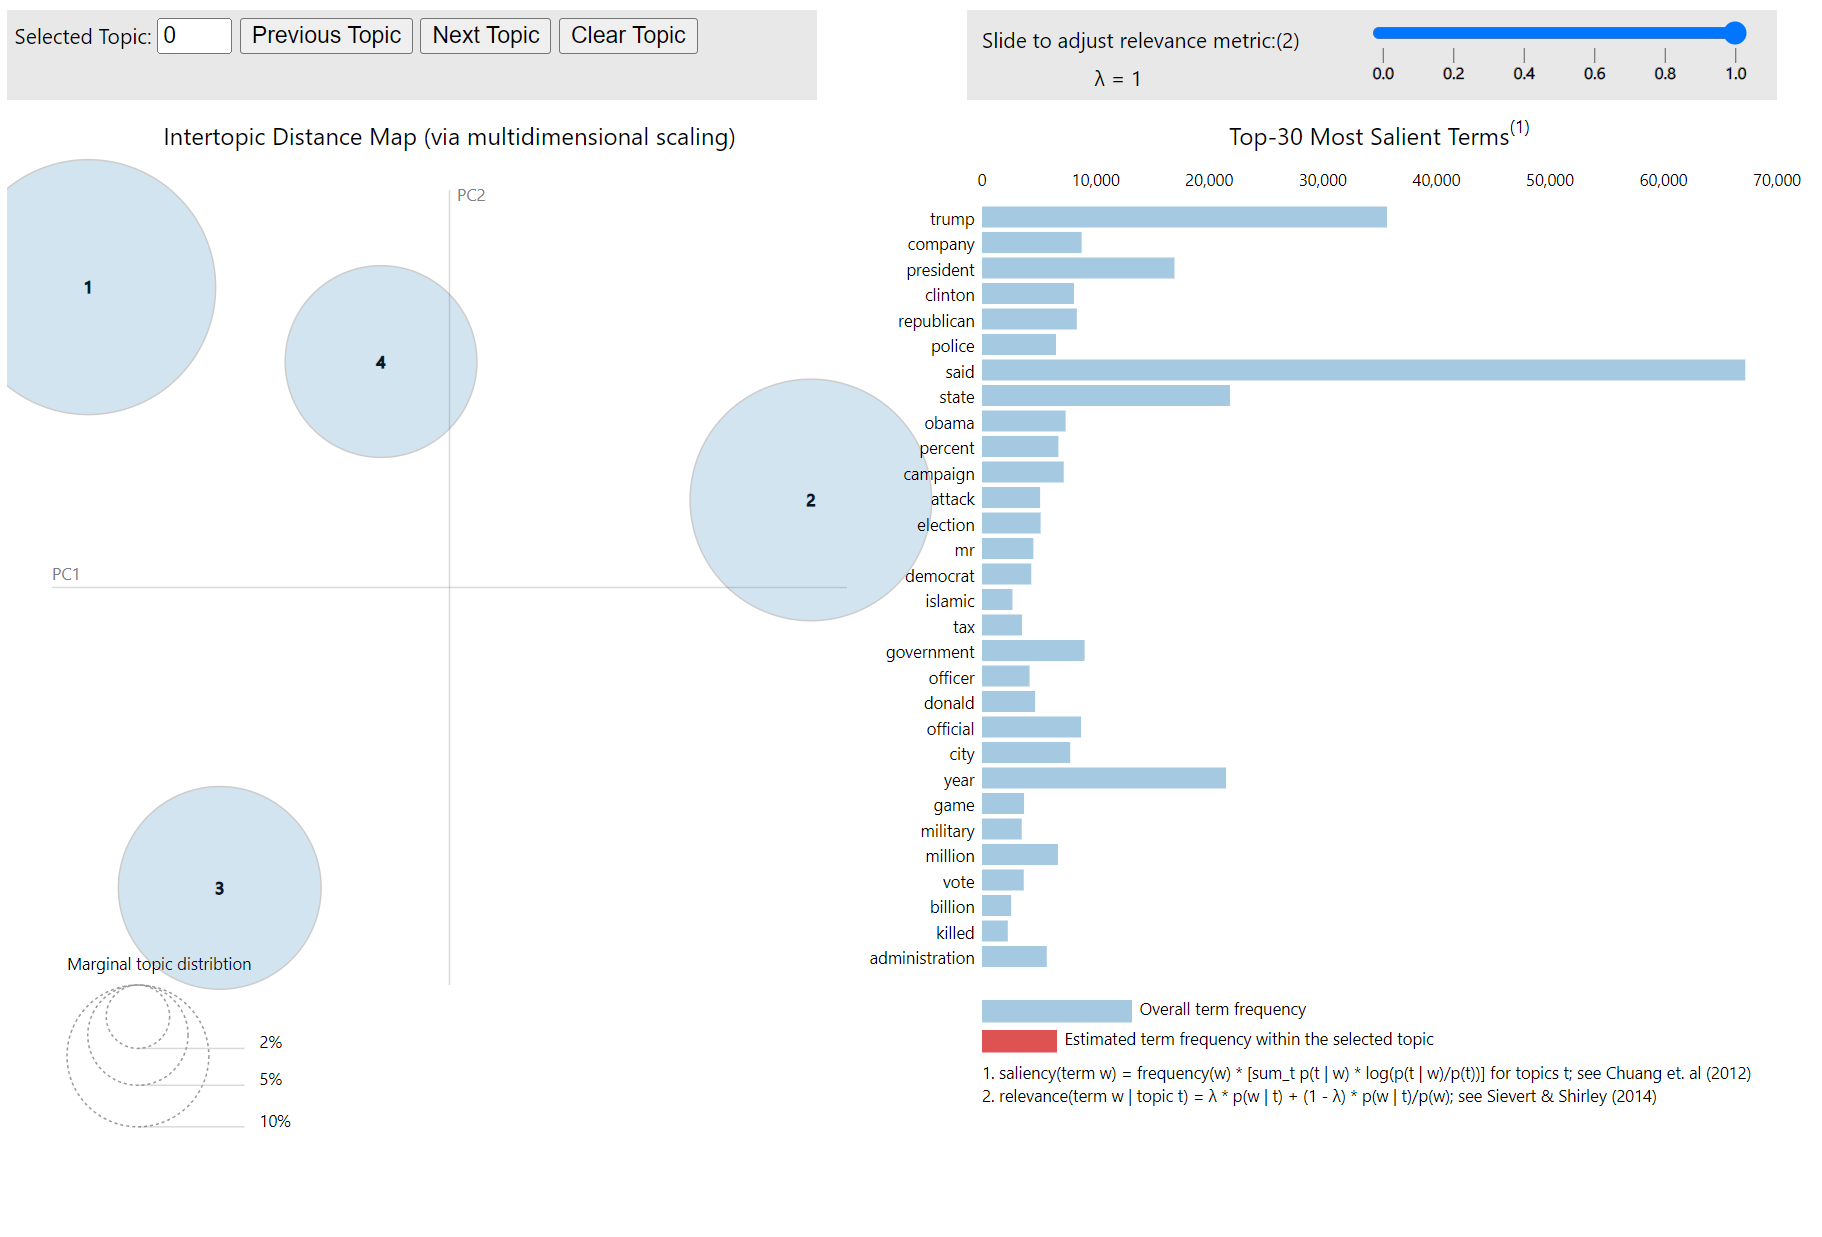 Selected Topic: 0 Previous Topic Next Topic Clear Topic
Slide to adjust relevance metric:(2)
λ = 1
0.0 0.2 0.4 0.6 0.8 1.0
Intertopic Distance Map (via multidimensional scaling)
PC2
1
4
2
PC1
3
Marginal topic distribtion
2%
5%
10%
Top-30 Most Salient Terms(1)
0 10,000 20,000 30,000 40,000 50,000 60,000 70,000
trump
company
president
clinton
republican
police
said
state
obama
percent
campaign
attack
election
mr
democrat
islamic
tax
government
officer
donald
official
city
year
game
military
million
vote
billion
killed
administration
Overall term frequency
Estimated term frequency within the selected topic
1. saliency(term w) = frequency(w) * [sum_t p(t | w) * log(p(t | w)/p(t))] for topics t; see Chuang et. al (2012)
2. relevance(term w | topic t) = λ * p(w | t) + (1 - λ) * p(w | t)/p(w); see Sievert & Shirley (2014)